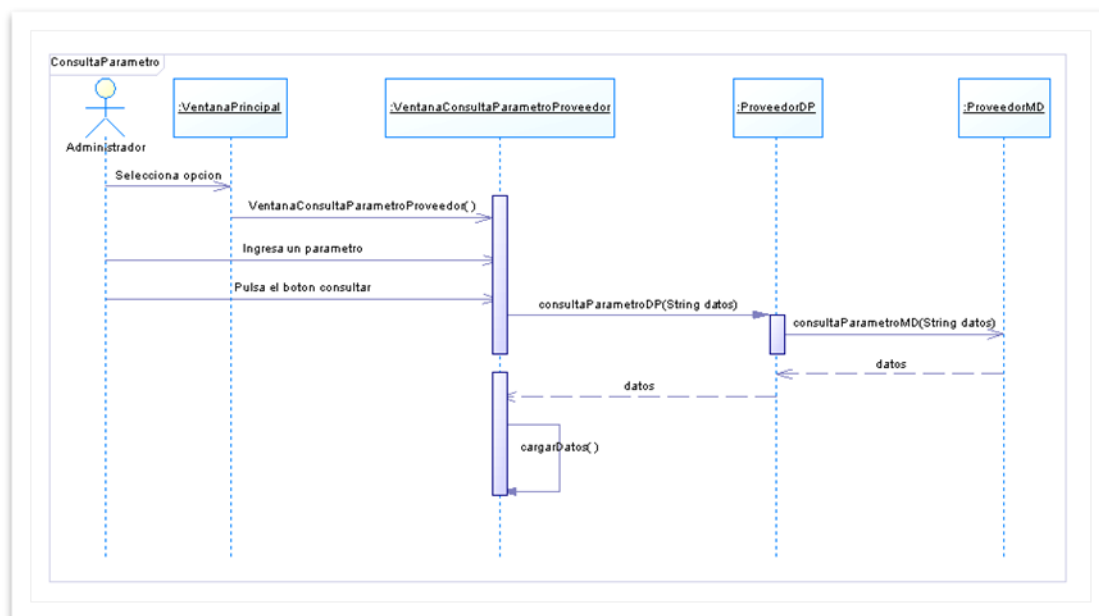 ConsultaParametro
:VentanaPrincipal
:VentanaConsultaParametroProveedor
:ProveedorDP
:ProveedorMD
Administrador
Selecciona opcion
VentanaConsultaParametroProveedor()
Ingresa un parametro
Pulsa el boton consultar
consultaParametroDP(String datos)
consultaParametroMD(String datos)
datos
datos
cargarDatos()